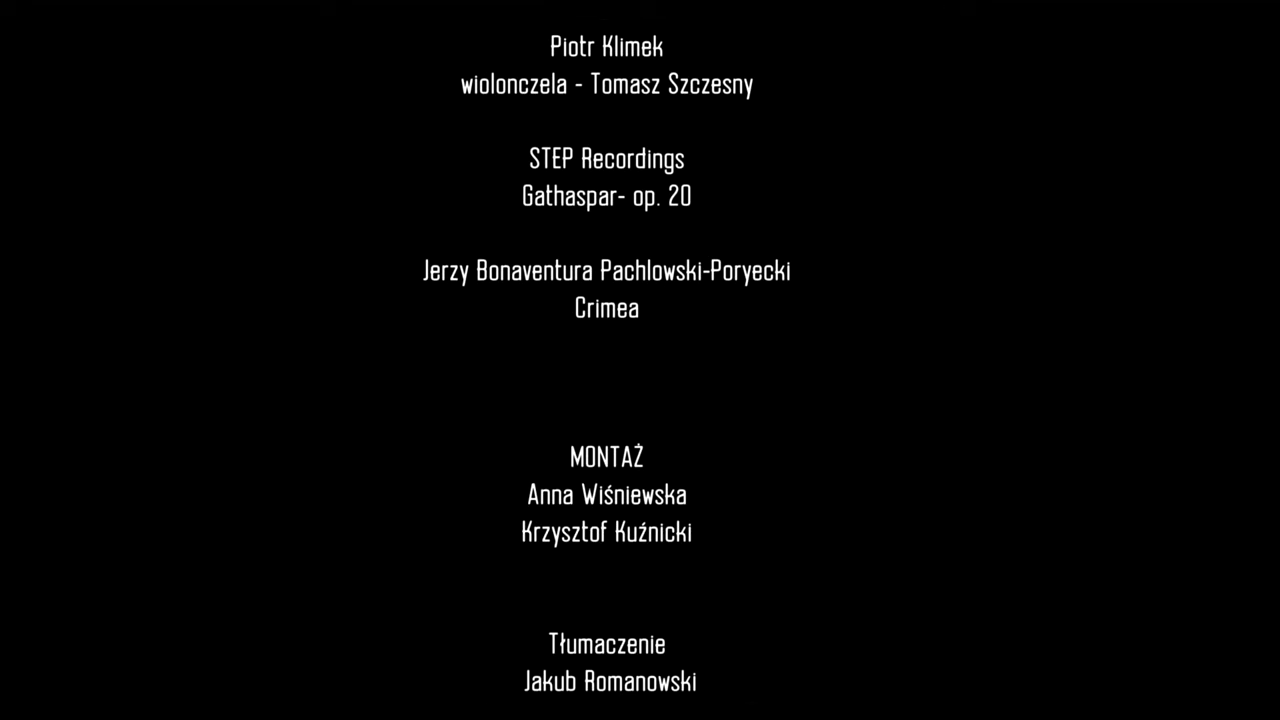 Piotr Klimek
wiolonczela - Tomasz Szczesny
STEP Recordings
Gathaspar- op. 20
Jerzy Bonaventura Pachlowski-Poryecki
Crimea
MONTAŻ
Anna Wiśniewska
Krzysztof Kuźnicki
Tłumaczenie
Jakub Romanowski